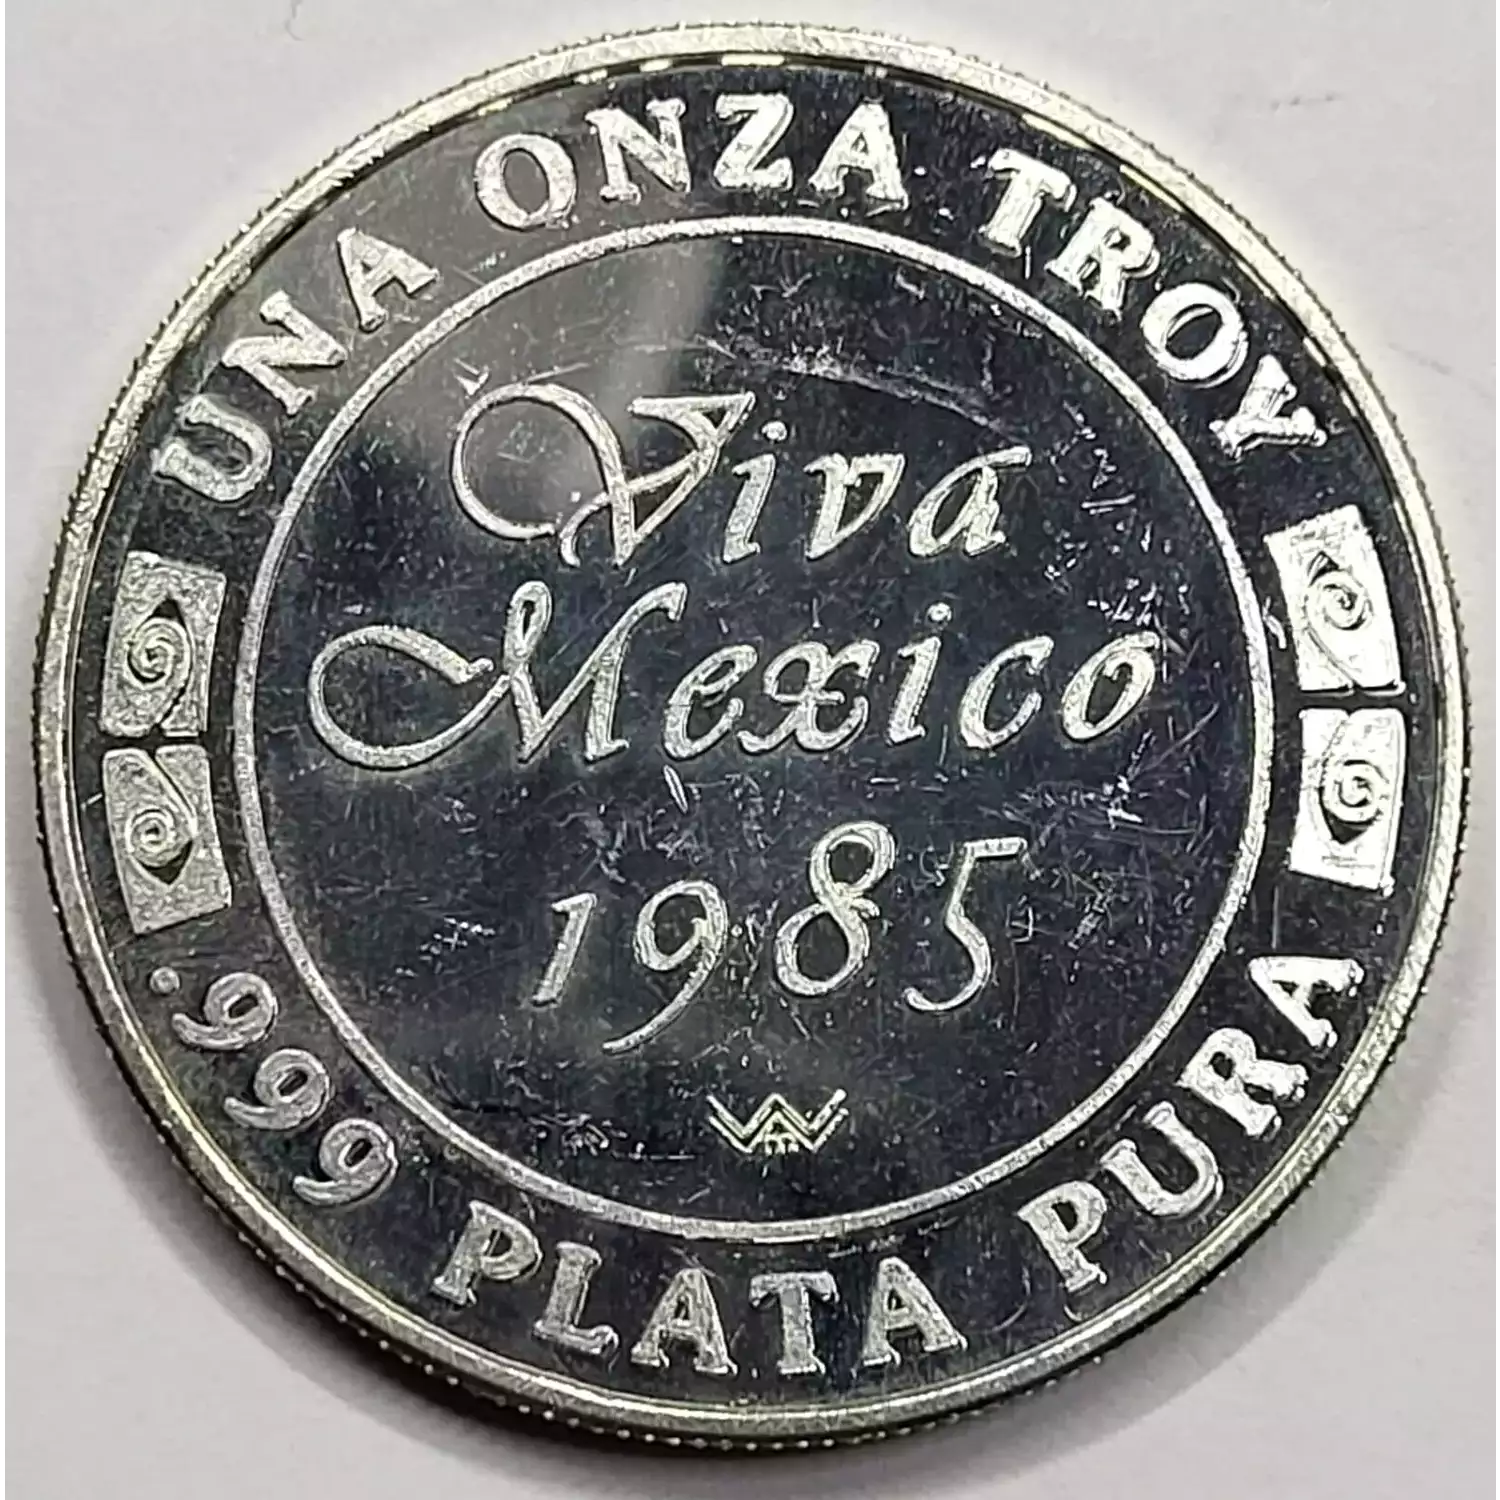 UNA ONZA TROY
Viva
Mexico
1985
.999 PLATA PURA